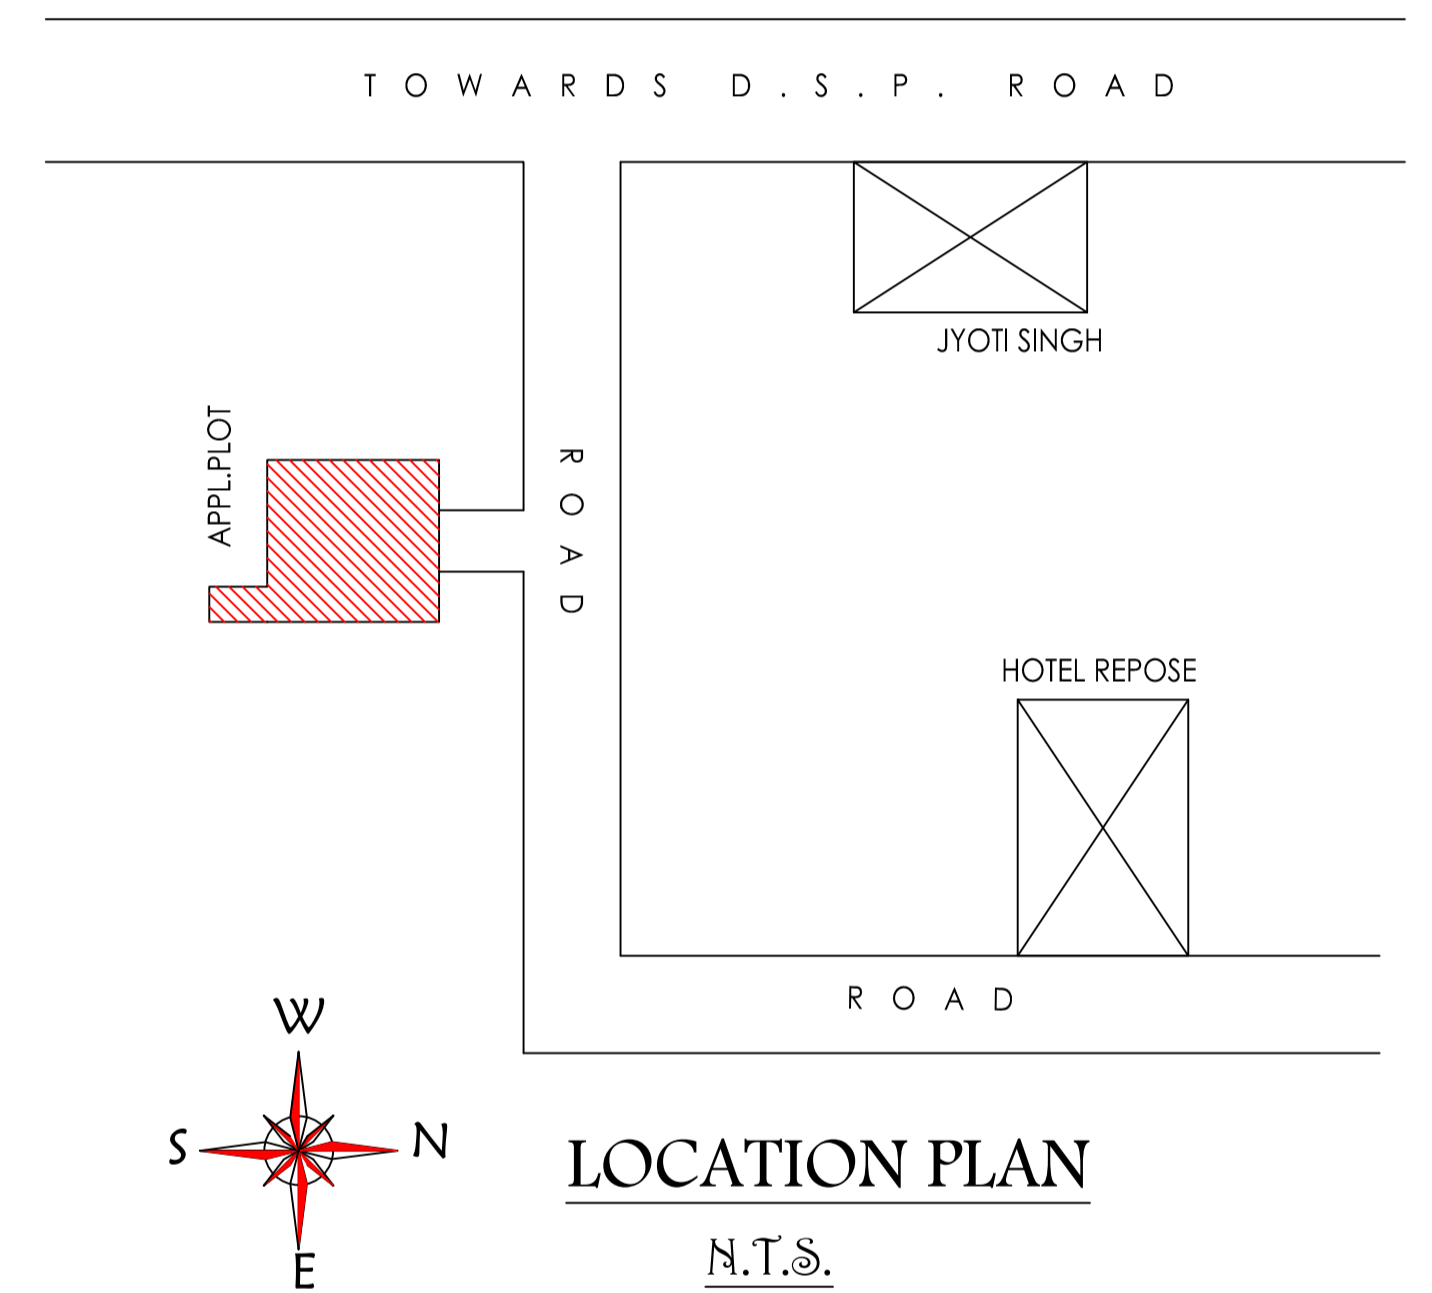 TOWARDS D.S.P. ROAD
JYOTI SINGH
APPL.PLOT
ROAD
HOTEL REPOSE
ROAD
W
S
N
E
LOCATION PLAN
N.T.S.